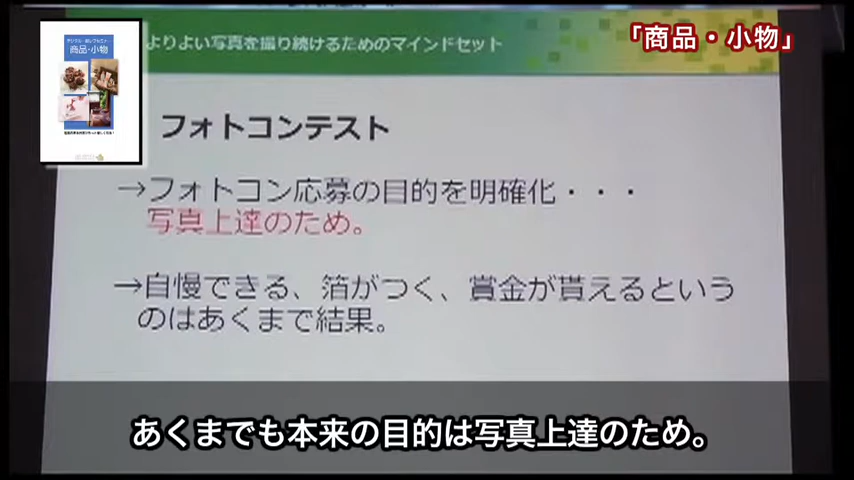 よりよい写真を撮り続けるためのマインドセット
「商品・小物」
商品・小物
フォトコンテスト
→フォトコン応募の目的を明確化・・・
写真上達のため。
→自慢できる、箔がつく、賞金が貰えるという
のはあくまで結果。
あくまでも本来の目的は写真上達のため。